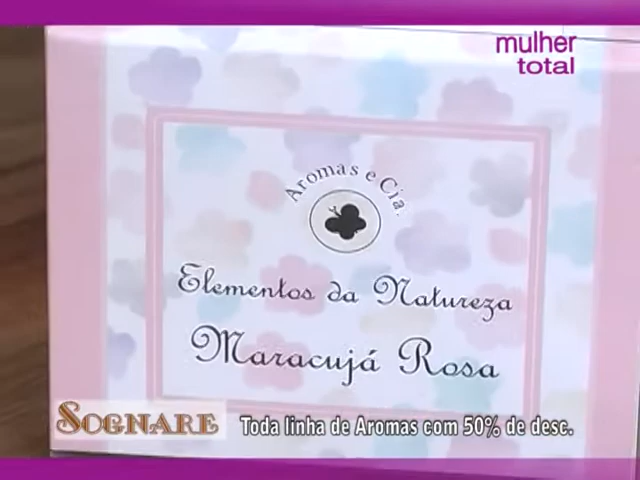 mulher
total
Aromas e Cia.
Elementos da Natureza
Maracujá Rosa
SOGNARE
Toda linha de Aromas com 50% de desc.